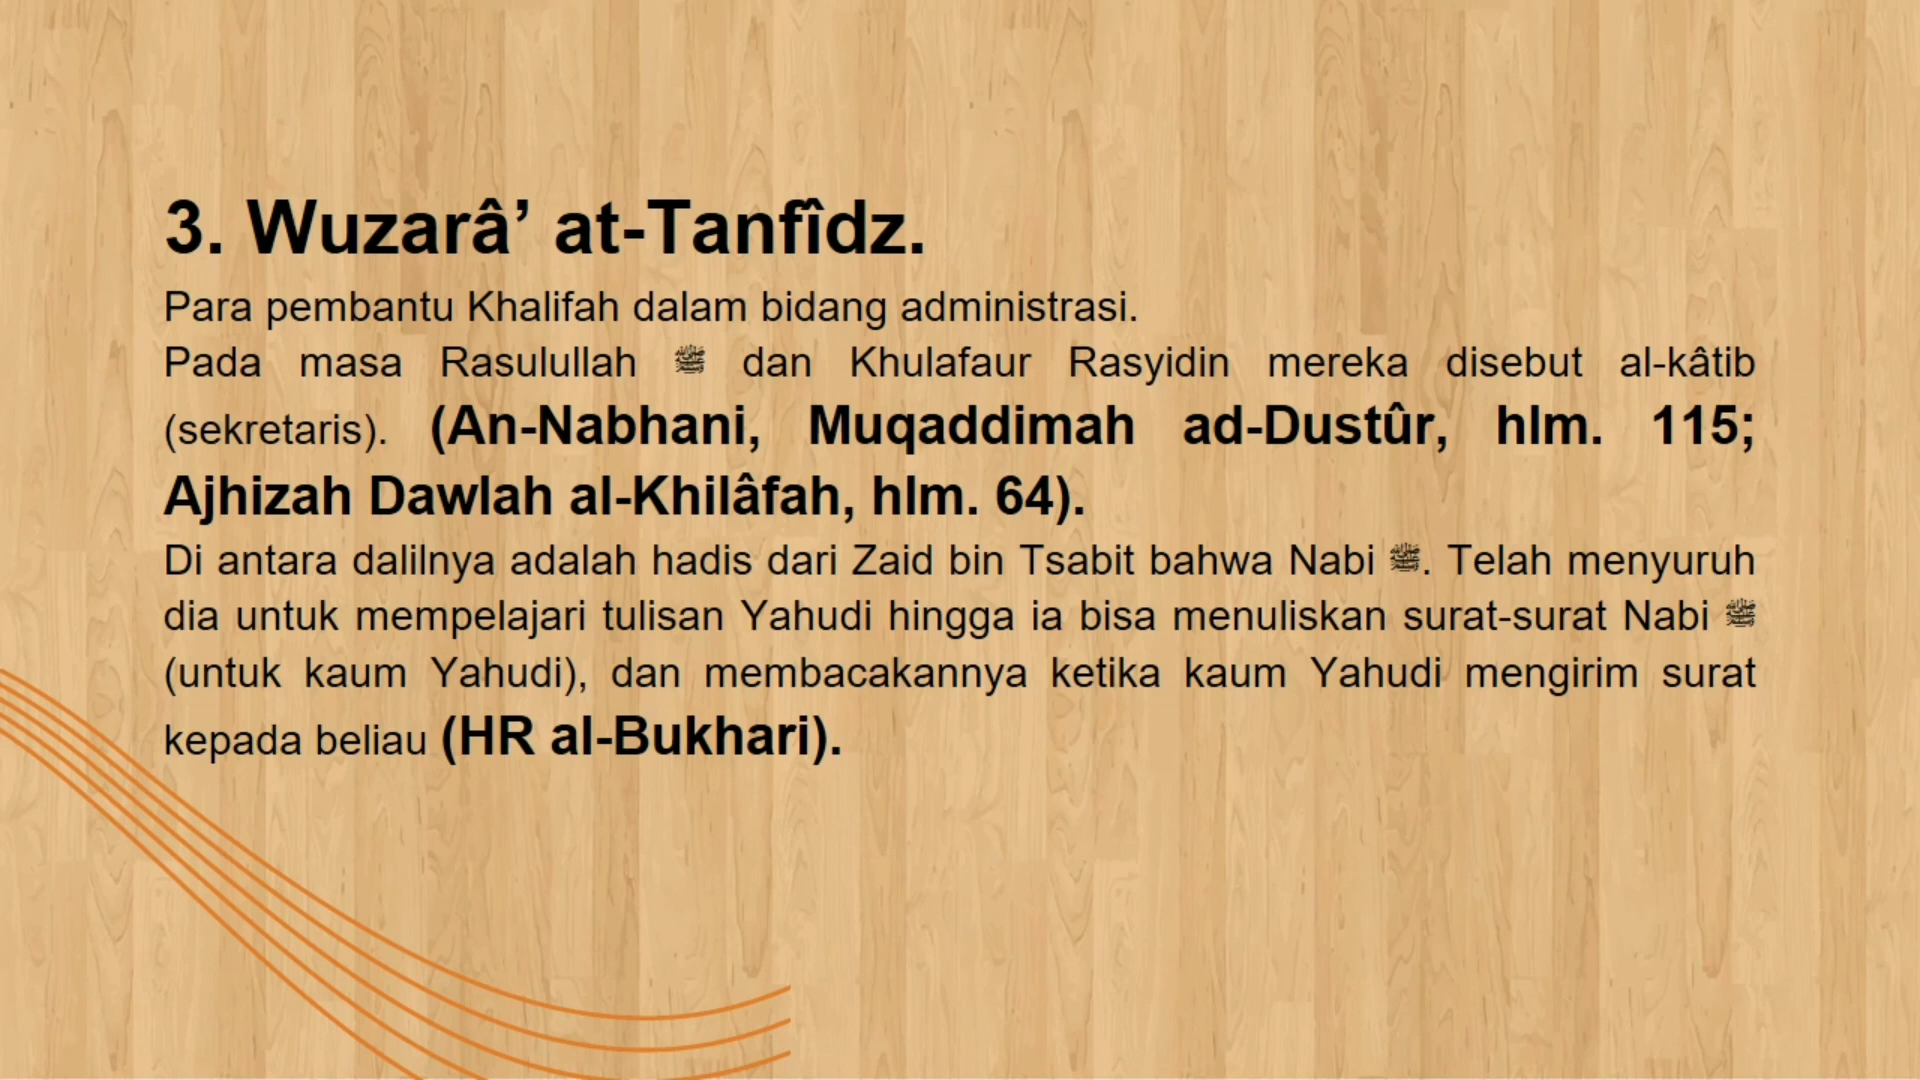 3. Wuzarâ’ at-Tanfîdz.
Para pembantu Khalifah dalam bidang administrasi.
Pada masa Rasulullah ﷺ dan Khulafaur Rasyidin mereka disebut al-kâtib
(sekretaris). (An-Nabhani, Muqaddimah ad-Dustûr, hlm. 115;
Ajhizah Dawlah al-Khilâfah, hlm. 64).
Di antara dalilnya adalah hadis dari Zaid bin Tsabit bahwa Nabi ﷺ. Telah menyuruh
dia untuk mempelajari tulisan Yahudi hingga ia bisa menuliskan surat-surat Nabi ﷺ
(untuk kaum Yahudi), dan membacakannya ketika kaum Yahudi mengirim surat
kepada beliau (HR al-Bukhari).